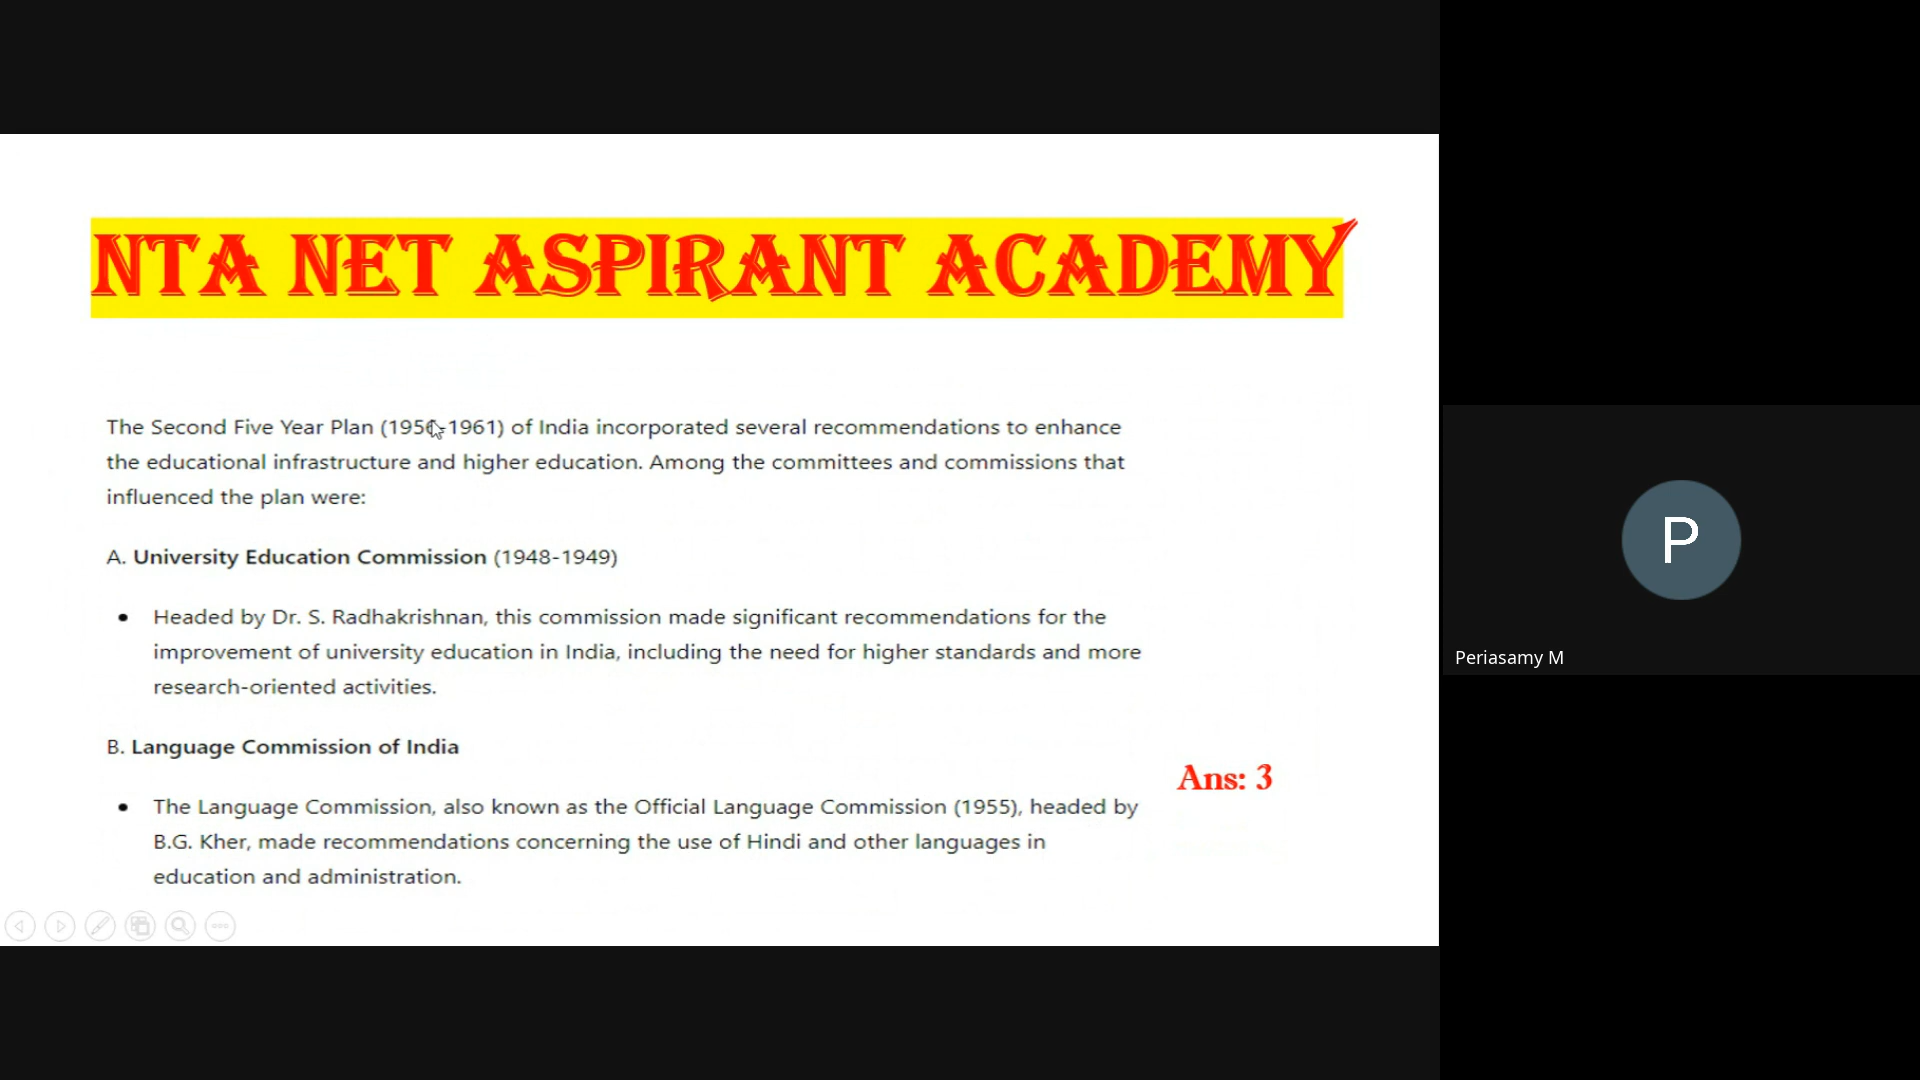 NTA NET ASPIRANT ACADEMY
The Second Five Year Plan (1956-1961) of India incorporated several recommendations to enhance
the educational infrastructure and higher education. Among the committees and commissions that
influenced the plan were:
A. University Education Commission (1948-1949)
• Headed by Dr. S. Radhakrishnan, this commission made significant recommendations for the
improvement of university education in India, including the need for higher standards and more
research-oriented activities.
B. Language Commission of India
• The Language Commission, also known as the Official Language Commission (1955), headed by
B.G. Kher, made recommendations concerning the use of Hindi and other languages in
education and administration.
Ans: 3
P
Periasamy M